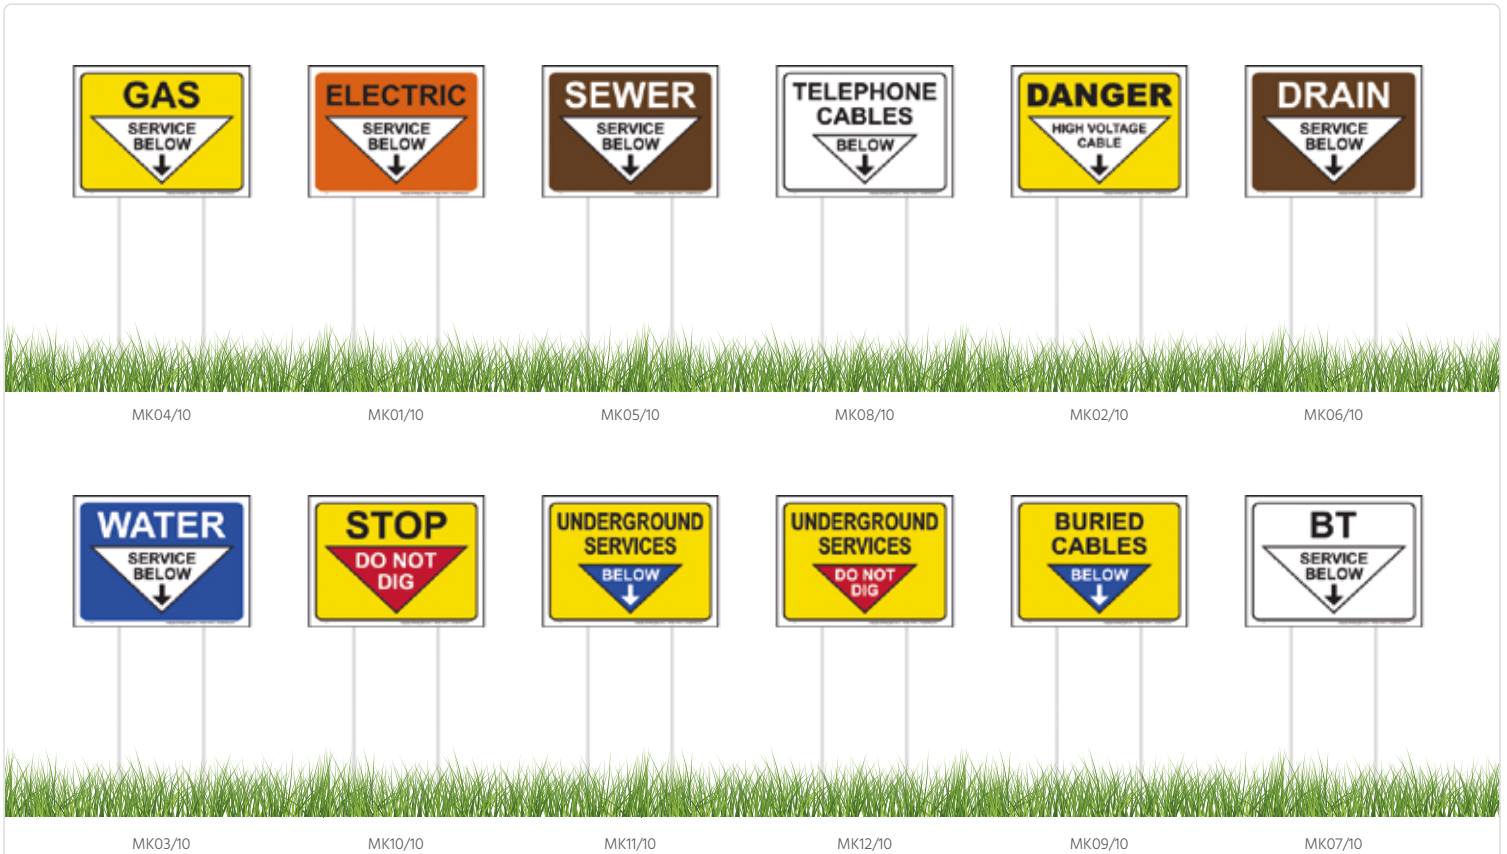 GAS
SERVICE
BELOW
ELECTRIC
SERVICE
BELOW
SEWER
SERVICE
BELOW
TELEPHONE
CABLES
BELOW
DANGER
HIGH VOLTAGE
CABLE
DRAIN
SERVICE
BELOW
MK04/10
MK01/10
MK05/10
MK08/10
MK02/10
MK06/10
WATER
SERVICE
BELOW
STOP
DO NOT
DIG
UNDERGROUND
SERVICES
BELOW
UNDERGROUND
SERVICES
DO NOT
DIG
BURIED
CABLES
BELOW
BT
SERVICE
BELOW
MK03/10
MK10/10
MK11/10
MK12/10
MK09/10
MK07/10